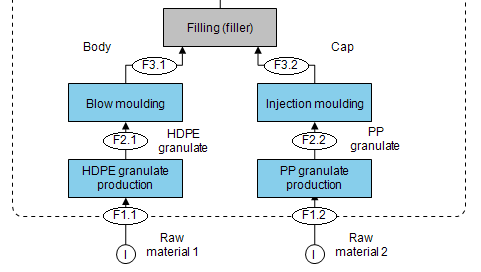 Filling (filler)
Body
Cap
F3.1
F3.2
Blow moulding
Injection moulding
F2.1
HDPE
granulate
F2.2
PP
granulate
HDPE granulate
production
PP granulate
production
F1.1
F1.2
Raw
material 1
Raw
material 2
I
I